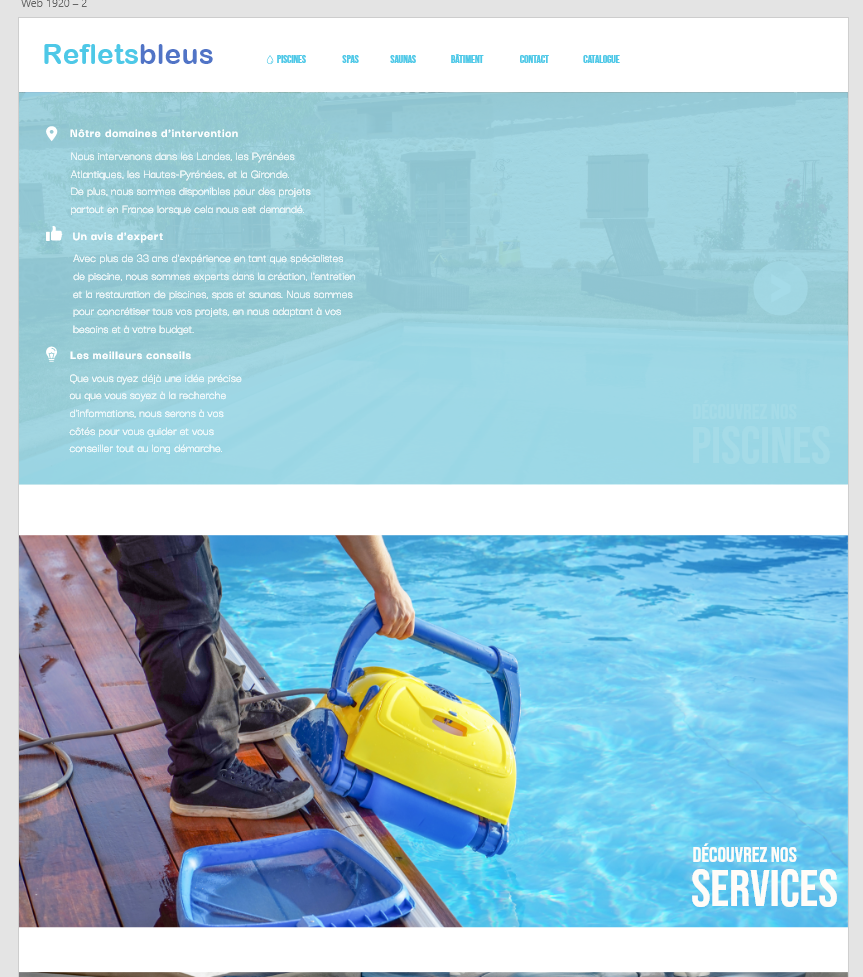 Web 1920 – 2
Refletsbleus
PISCINES SPAS SAUNAS BÂTIMENT CONTACT CATALOGUE
Nôtre domaines d'intervention
Nous intervenons dans les Landes, les Pyrénées
Atlantiques, les Hautes-Pyrénées, et la Gironde.
De plus, nous sommes disponibles pour des projets
partout en France lorsque cela nous est demandé.
Un avis d'expert
Avec plus de 33 ans d'expérience en tant que spécialistes
de piscine, nous sommes experts dans la création, l'entretien
et la restauration de piscines, spas et saunas. Nous sommes
pour concrétiser tous vos projets, en nous adaptant à vos
besoins et à votre budget.
Les meilleurs conseils
Que vous ayez déjà une idée précise
ou que vous soyez à la recherche
d'informations, nous serons à vos
côtés pour vous guider et vous
conseiller tout au long démarche.
DÉCOUVREZ NOS
PISCINES
DÉCOUVREZ NOS
SERVICES